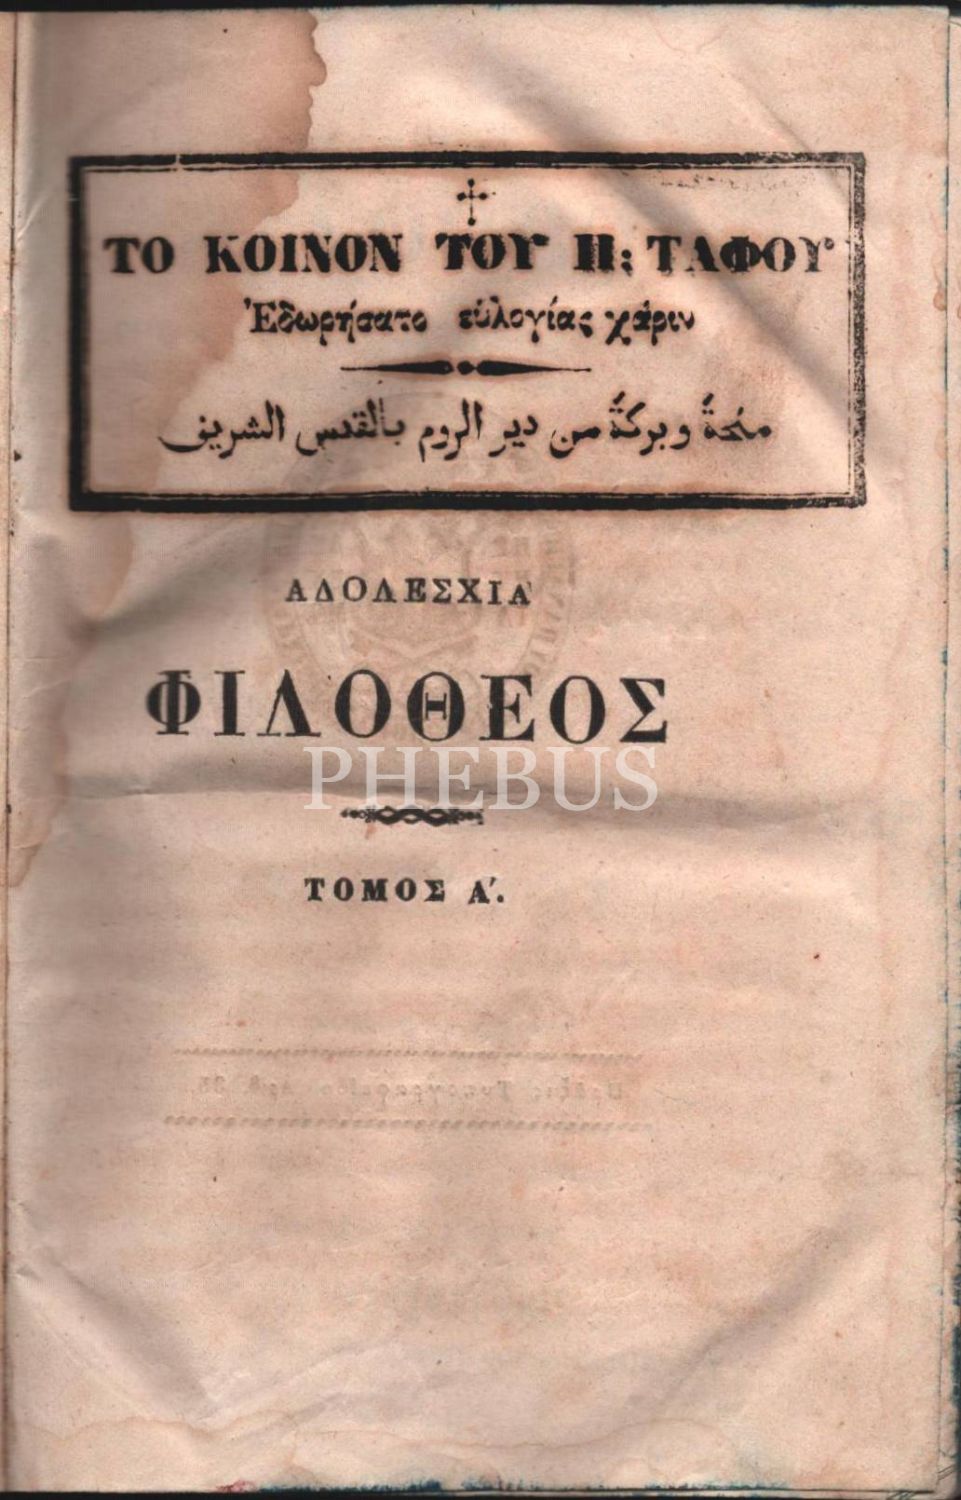 ΤΟ ΚΟΙΝΟΝ ΤΟΥ Π: ΤΑΦΟΥ
Ἐδωρήσατο εὐλογίας χάριν
منحةً وبركةً من دير الروم بالقدس الشريف
ΑΔΟΛΕΣΧΙΑ
ΦΙΛΟΘΕΟΣ
PHEBUS
ΤΟΜΟΣ Α΄.